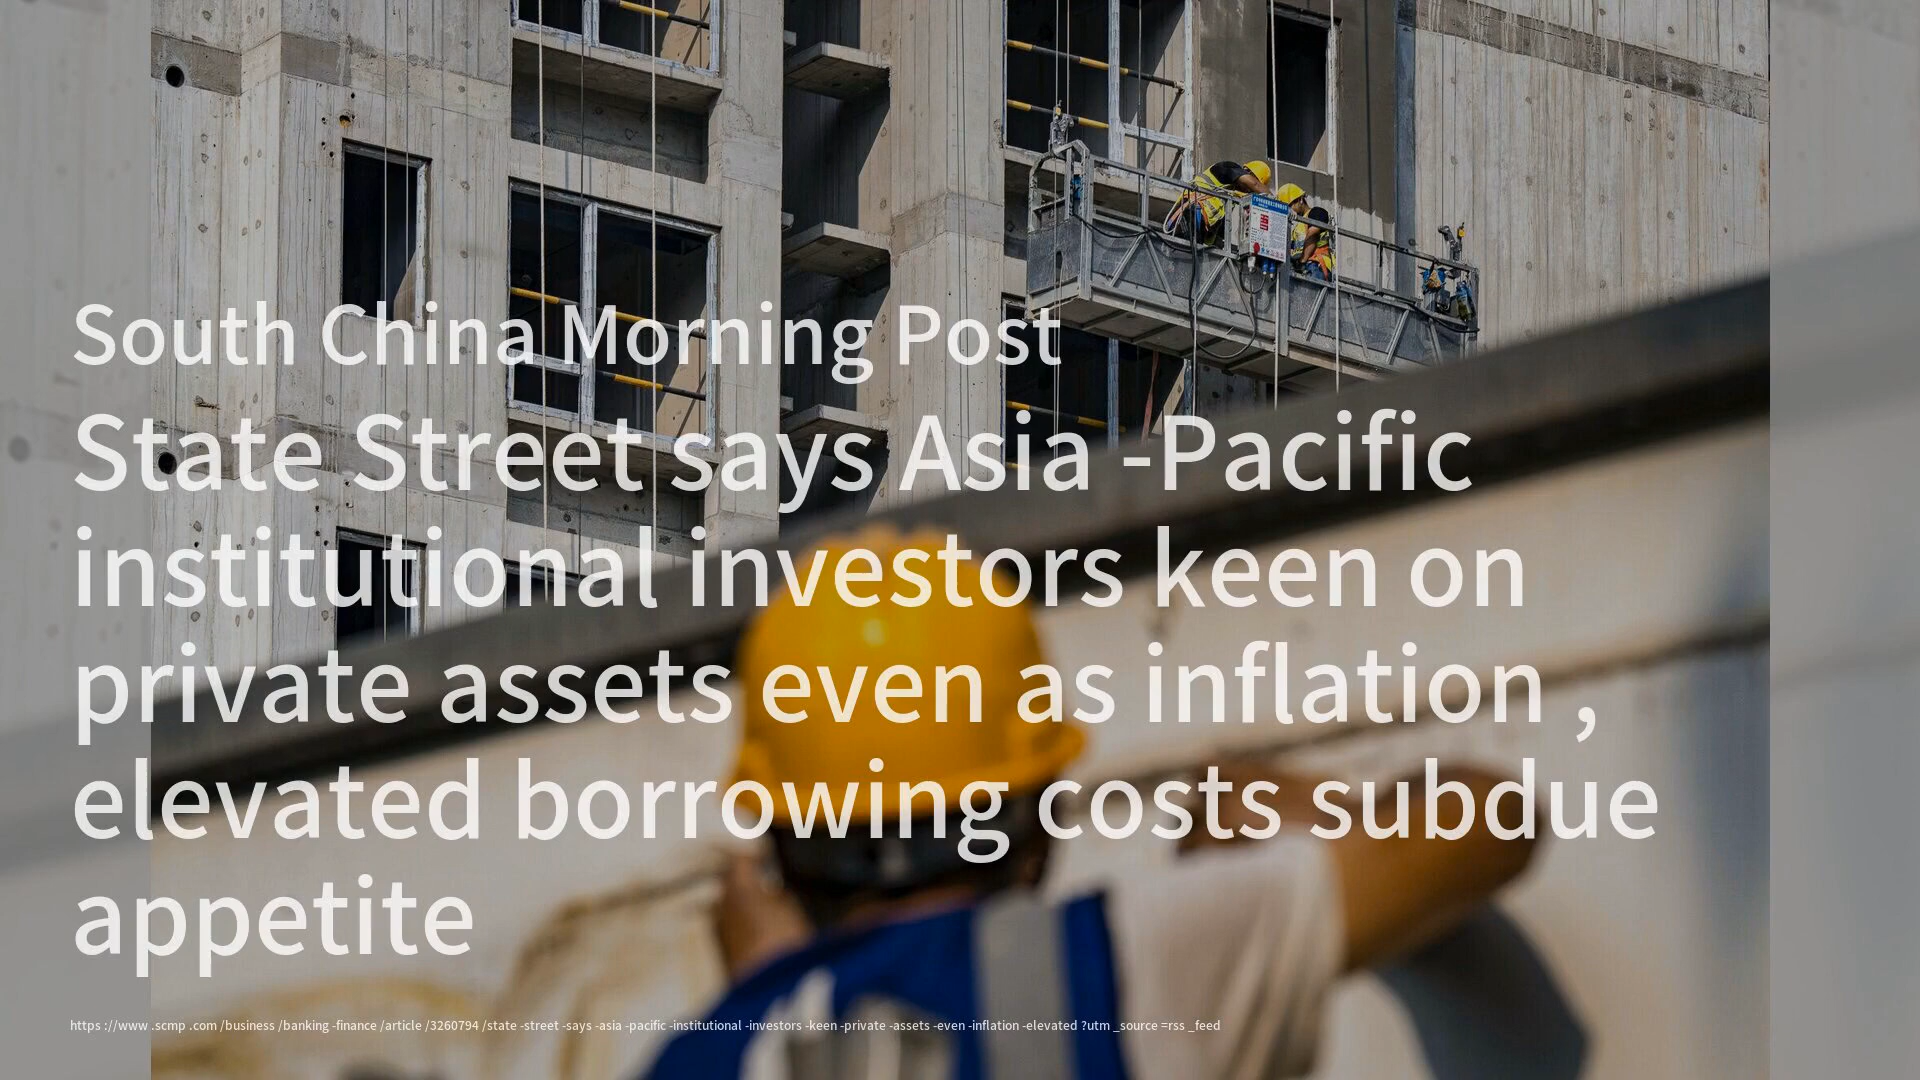 South China Morning Post
State Street says Asia -Pacific
institutional investors keen on
private assets even as inflation ,
elevated borrowing costs subdue
appetite
https ://www .scmp .com /business /banking -finance /article /3260794 /state -street -says -asia -pacific -institutional -investors -keen -private -assets -even -inflation -elevated ?utm _source =rss _feed